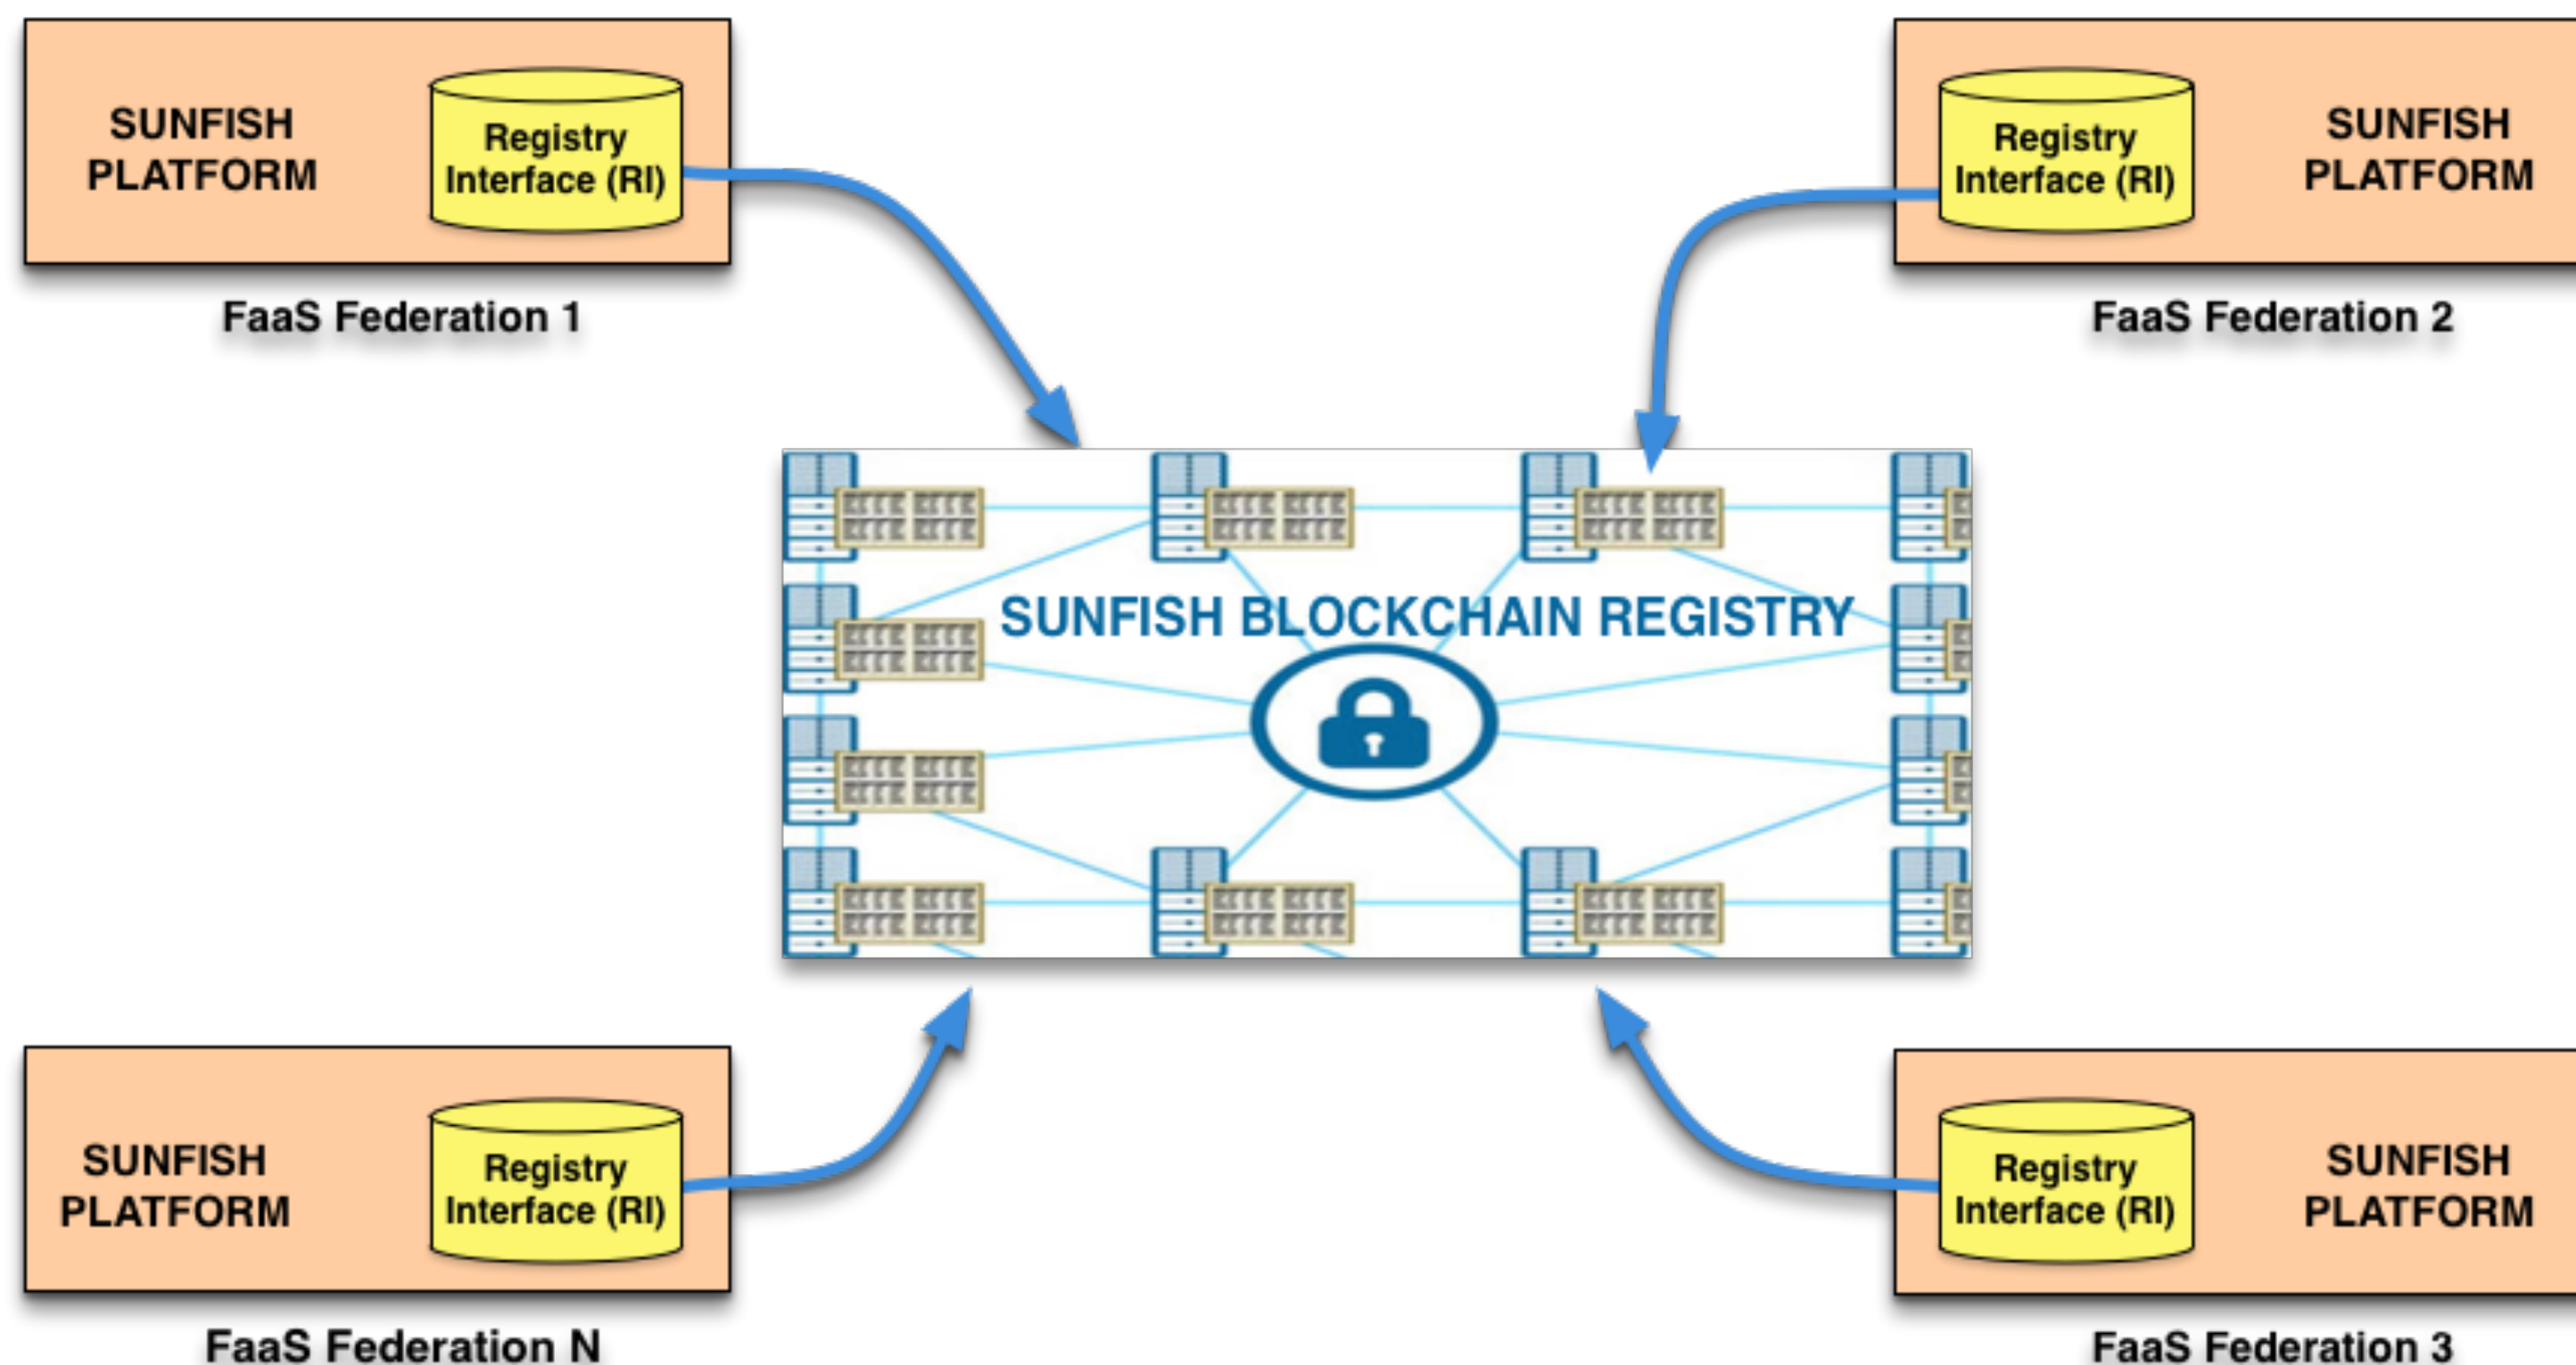 SUNFISH
PLATFORM
Registry
Interface (RI)
FaaS Federation 1
Registry
Interface (RI)
SUNFISH
PLATFORM
FaaS Federation 2
SUNFISH BLOCKCHAIN REGISTRY
SUNFISH
PLATFORM
Registry
Interface (RI)
FaaS Federation N
Registry
Interface (RI)
SUNFISH
PLATFORM
FaaS Federation 3